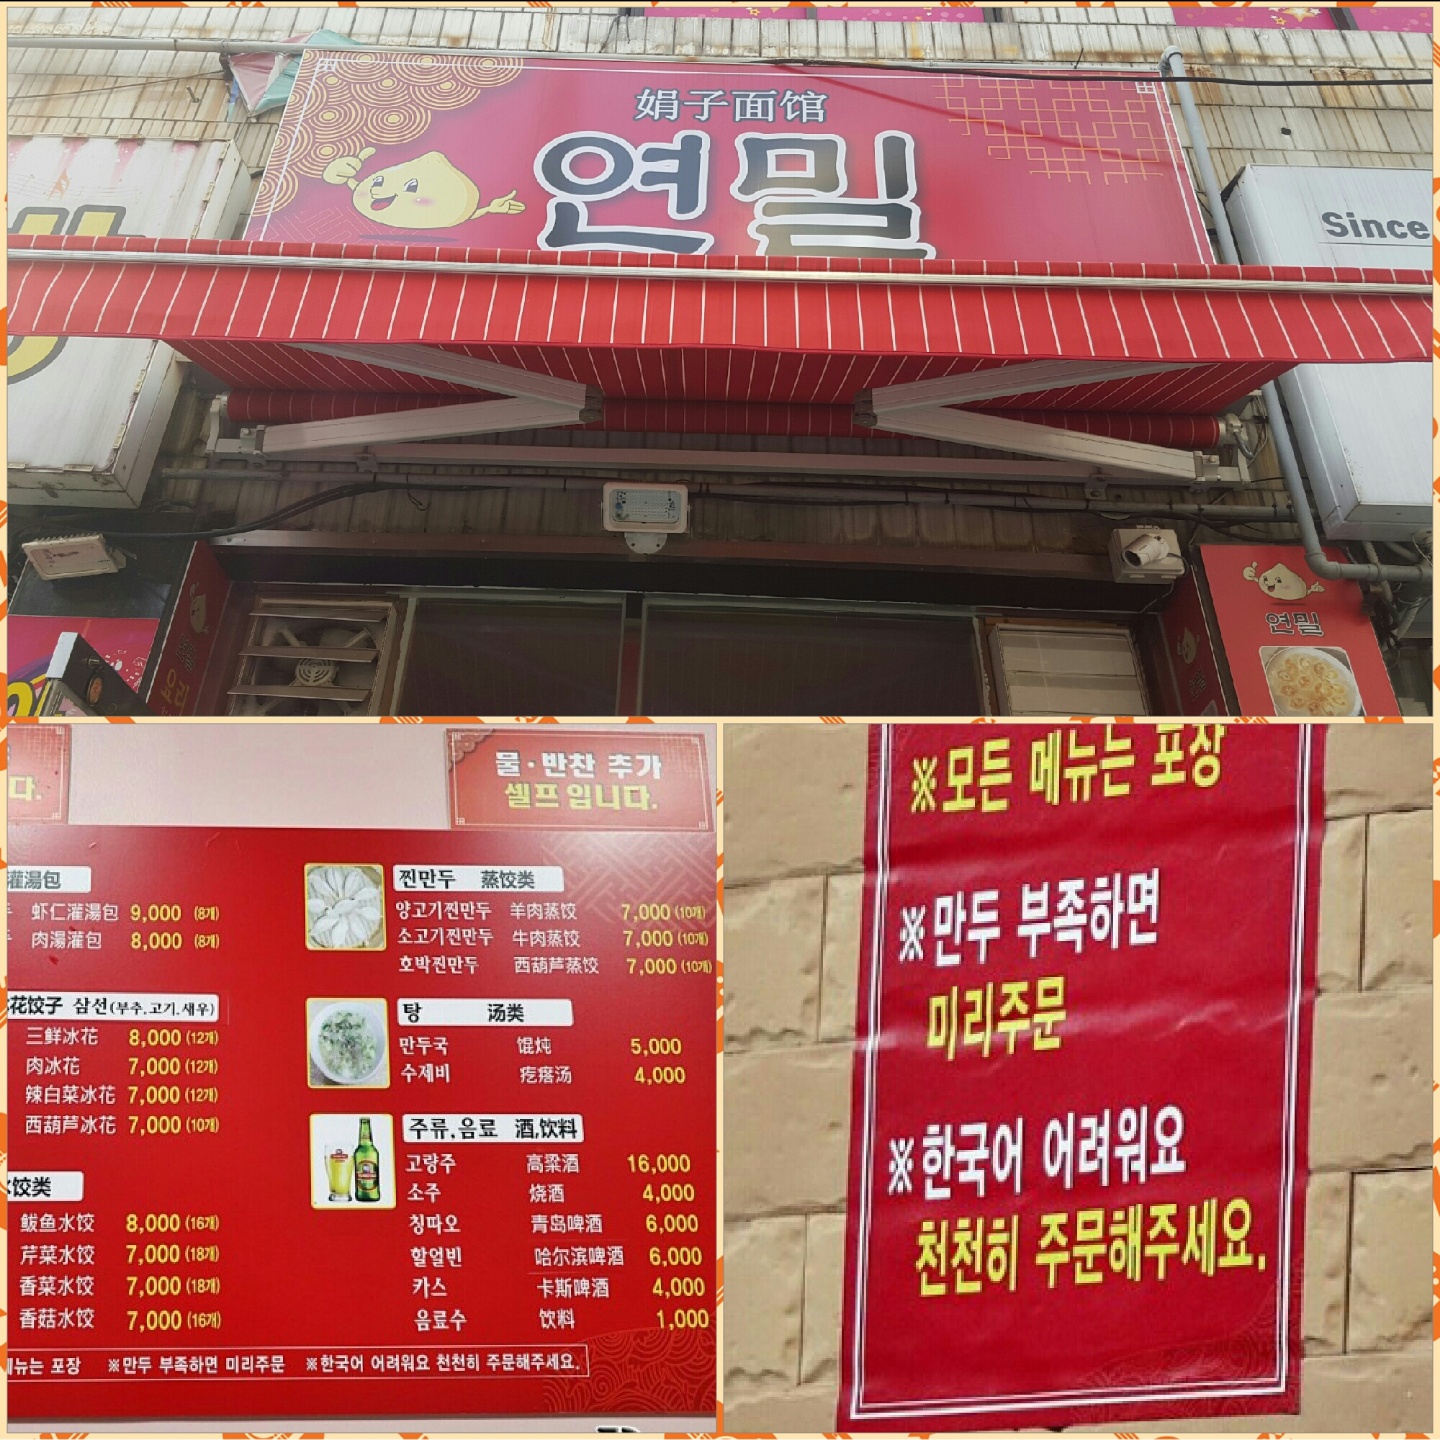 娟子面馆
연밀
Since
연밀
요리
다.
물·반찬 추가
셀프입니다.
灌湯包
虾仁灌湯包 9,000 (8개)
肉湯灌包 8,000 (8개)
花饺子 삼선(부추.고기.새우)
三鲜冰花 8,000 (12개)
肉冰花 7,000 (12개)
辣白菜冰花 7,000 (12개)
西葫芦冰花 7,000 (10개)
饺类
鲅鱼水饺 8,000 (16개)
芹菜水饺 7,000 (18개)
香菜水饺 7,000 (18개)
香菇水饺 7,000 (16개)
찐만두 蒸饺类
양고기찐만두 羊肉蒸饺 7,000 (10개)
소고기찐만두 牛肉蒸饺 7,000 (10개)
호박찐만두 西葫芦蒸饺 7,000 (10개)
탕 汤类
만두국 馄炖 5,000
수제비 疙瘩汤 4,000
주류.음료 酒,饮料
고량주 高粱酒 16,000
소주 烧酒 4,000
칭따오 青岛啤酒 6,000
할얼빈 哈尔滨啤酒 6,000
카스 卡斯啤酒 4,000
음료수 饮料 1,000
메뉴는 포장 ※만두 부족하면 미리주문 ※한국어 어려워요 천천히 주문해주세요.
※모든 메뉴는 포장
※만두 부족하면
미리주문
※한국어 어려워요
천천히 주문해주세요.